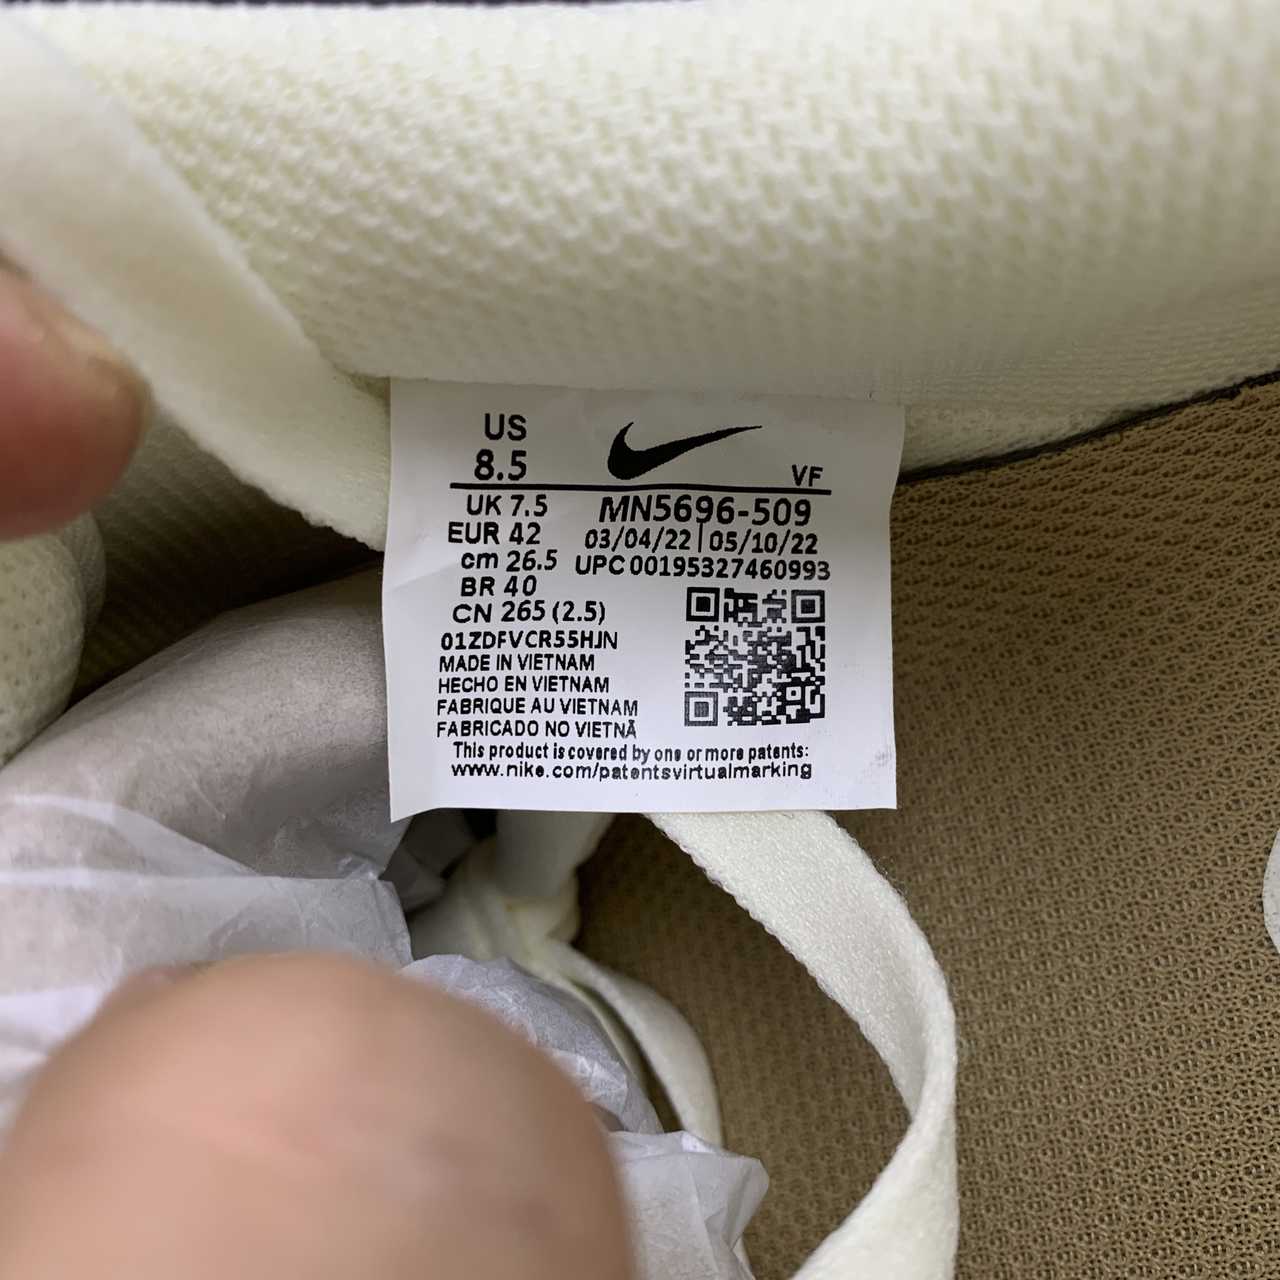 US
8.5
VF
UK 7.5
MN5696-509
EUR 42
03/04/22 | 05/10/22
cm 26.5
UPC 00195327460993
BR 40
CN 265 (2.5)
01ZDFVCR55HJN
MADE IN VIETNAM
HECHO EN VIETNAM
FABRIQUE AU VIETNAM
FABRICADO NO VIETNÃ
This product is covered by one or more patents:
www.nike.com/patentsvirtualmarking